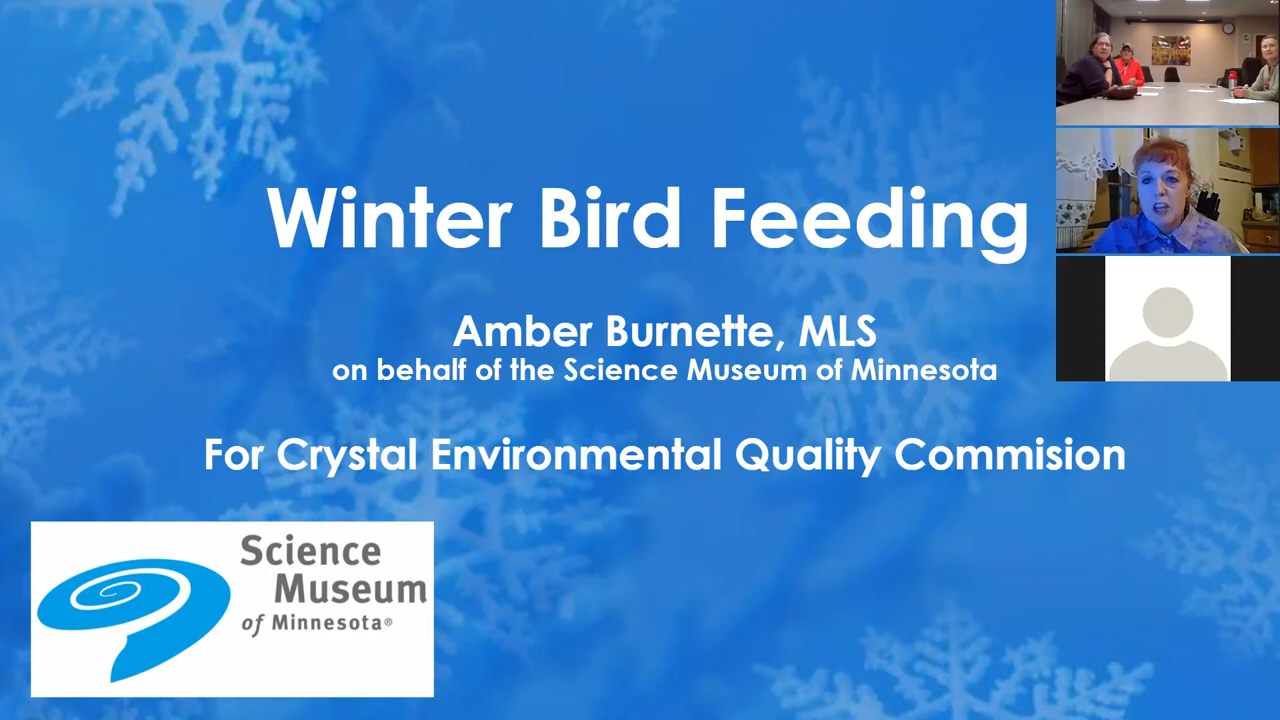 Winter Bird Feeding
Amber Burnette, MLS
on behalf of the Science Museum of Minnesota
For Crystal Environmental Quality Commision
Science
Museum
of Minnesota®